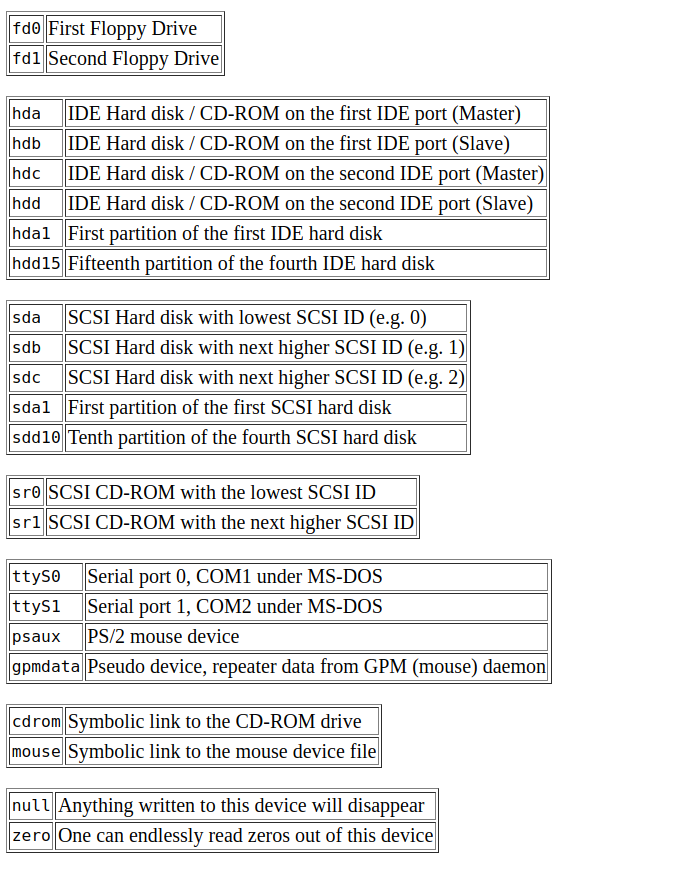 fd0 First Floppy Drive
fd1 Second Floppy Drive
hda IDE Hard disk / CD-ROM on the first IDE port (Master)
hdb IDE Hard disk / CD-ROM on the first IDE port (Slave)
hdc IDE Hard disk / CD-ROM on the second IDE port (Master)
hdd IDE Hard disk / CD-ROM on the second IDE port (Slave)
hda1 First partition of the first IDE hard disk
hdd15 Fifteenth partition of the fourth IDE hard disk
sda SCSI Hard disk with lowest SCSI ID (e.g. 0)
sdb SCSI Hard disk with next higher SCSI ID (e.g. 1)
sdc SCSI Hard disk with next higher SCSI ID (e.g. 2)
sda1 First partition of the first SCSI hard disk
sdd10 Tenth partition of the fourth SCSI hard disk
sr0 SCSI CD-ROM with the lowest SCSI ID
sr1 SCSI CD-ROM with the next higher SCSI ID
ttyS0 Serial port 0, COM1 under MS-DOS
ttyS1 Serial port 1, COM2 under MS-DOS
psaux PS/2 mouse device
gpmdata Pseudo device, repeater data from GPM (mouse) daemon
cdrom Symbolic link to the CD-ROM drive
mouse Symbolic link to the mouse device file
null Anything written to this device will disappear
zero One can endlessly read zeros out of this device